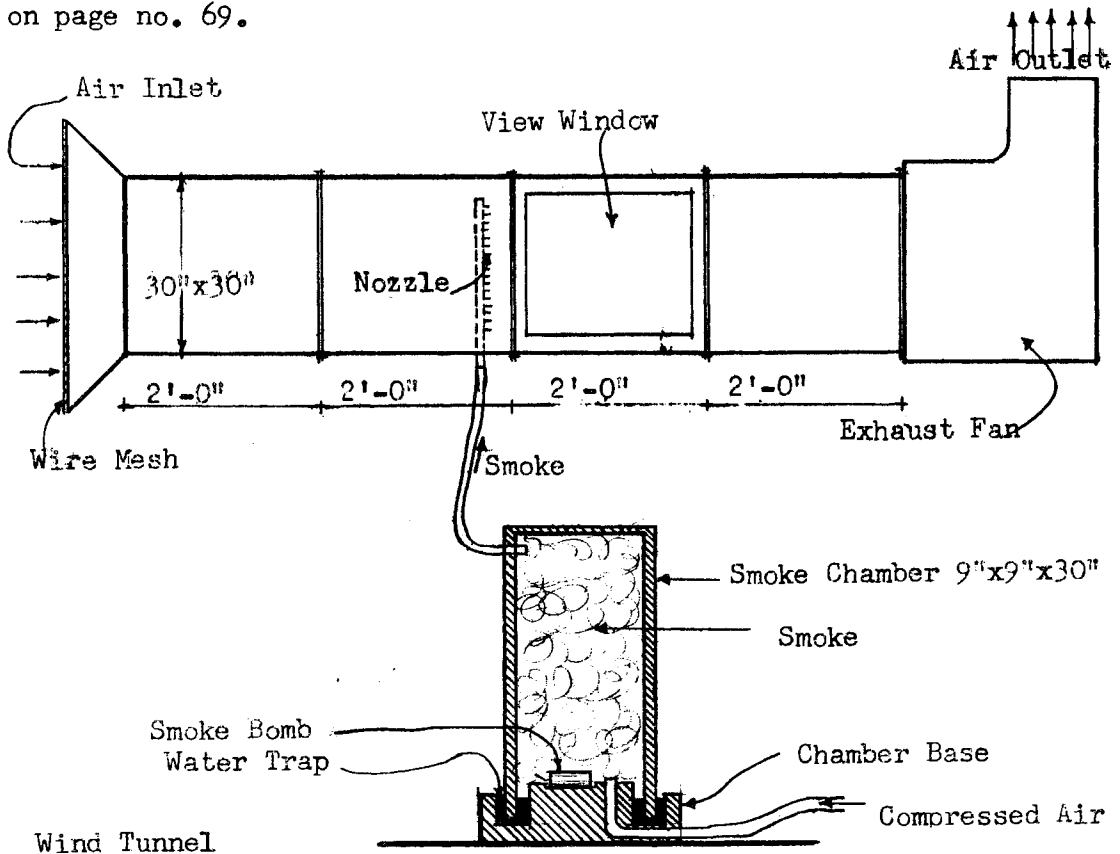 on page no. 69.
Air Outlet
Air Inlet
View Window
30"x30"
Nozzle
2'-0" 2'-0" 2'-0" 2'-0"
Exhaust Fan
Wire Mesh
Smoke
Smoke Chamber 9"x9"x30"
Smoke
Smoke Bomb
Water Trap
Chamber Base
Compressed Air
Wind Tunnel